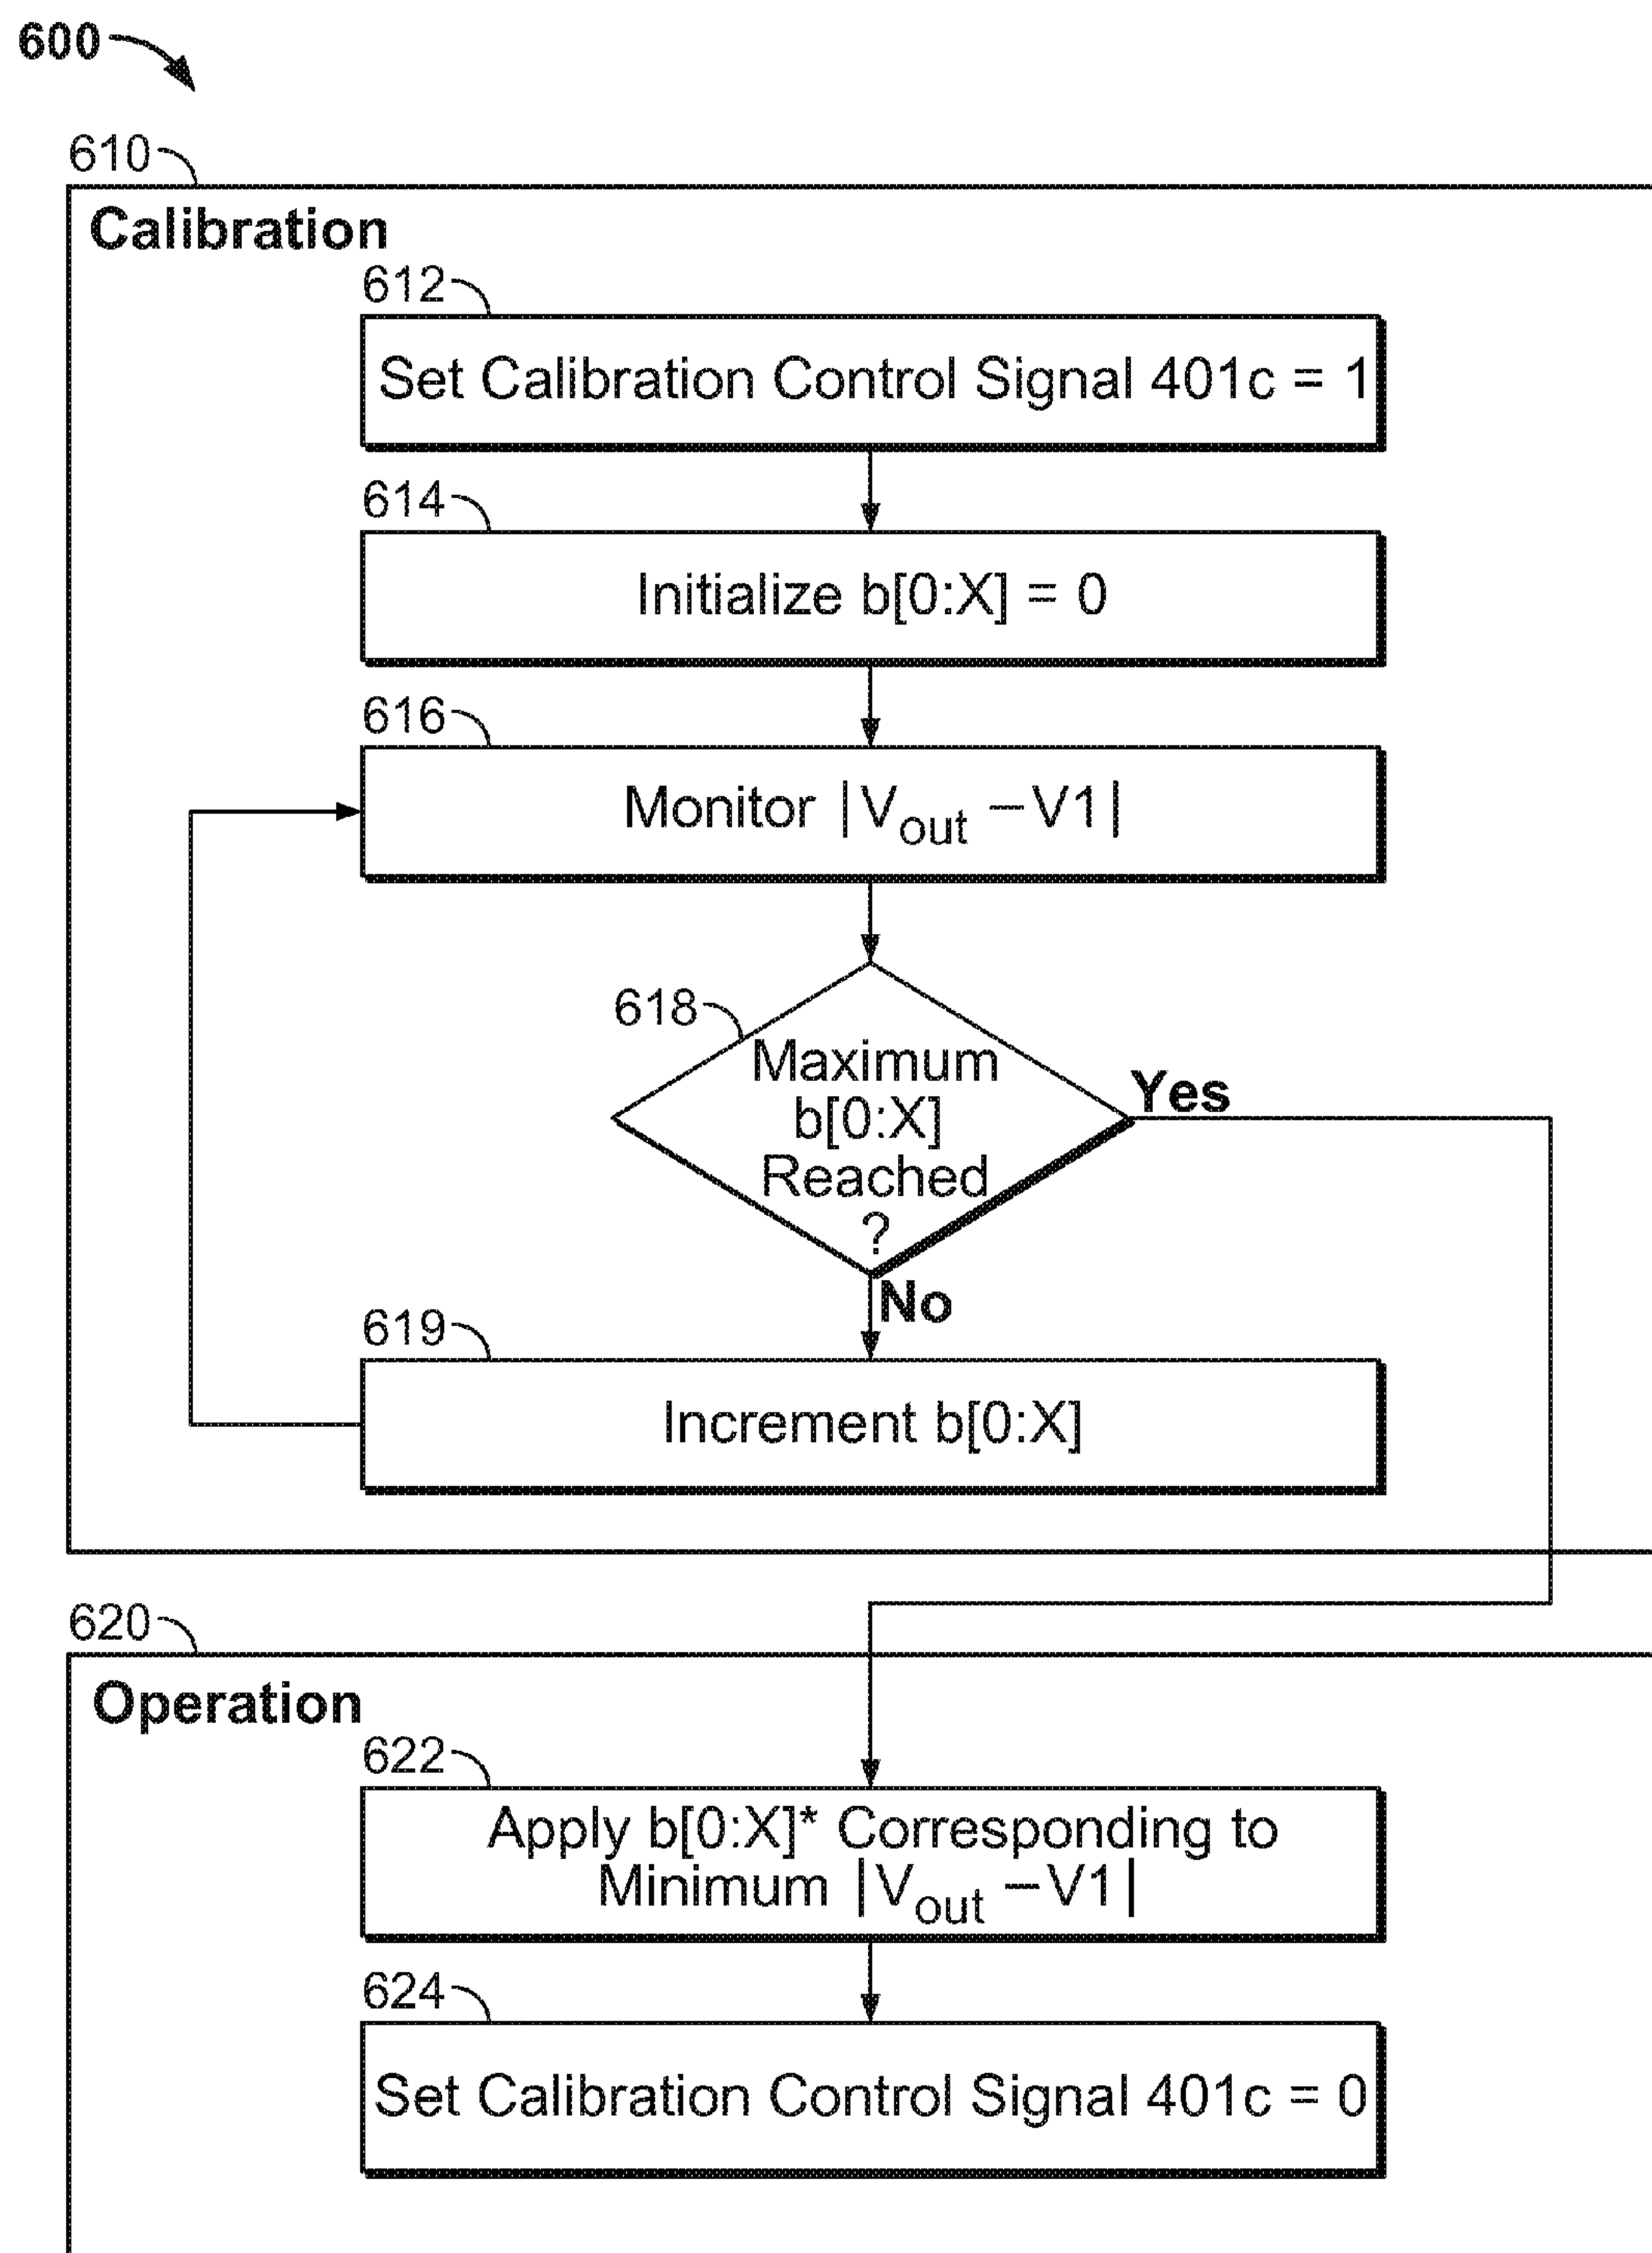 600
610
Calibration
612
Set Calibration Control Signal 401c = 1
614
Initialize b[0:X] = 0
616
Monitor |Vout –V1|
618
Maximum
b[0:X]
Reached
?
Yes
No
619
Increment b[0:X]
620
Operation
622
Apply b[0:X]* Corresponding to
Minimum |Vout –V1|
624
Set Calibration Control Signal 401c = 0